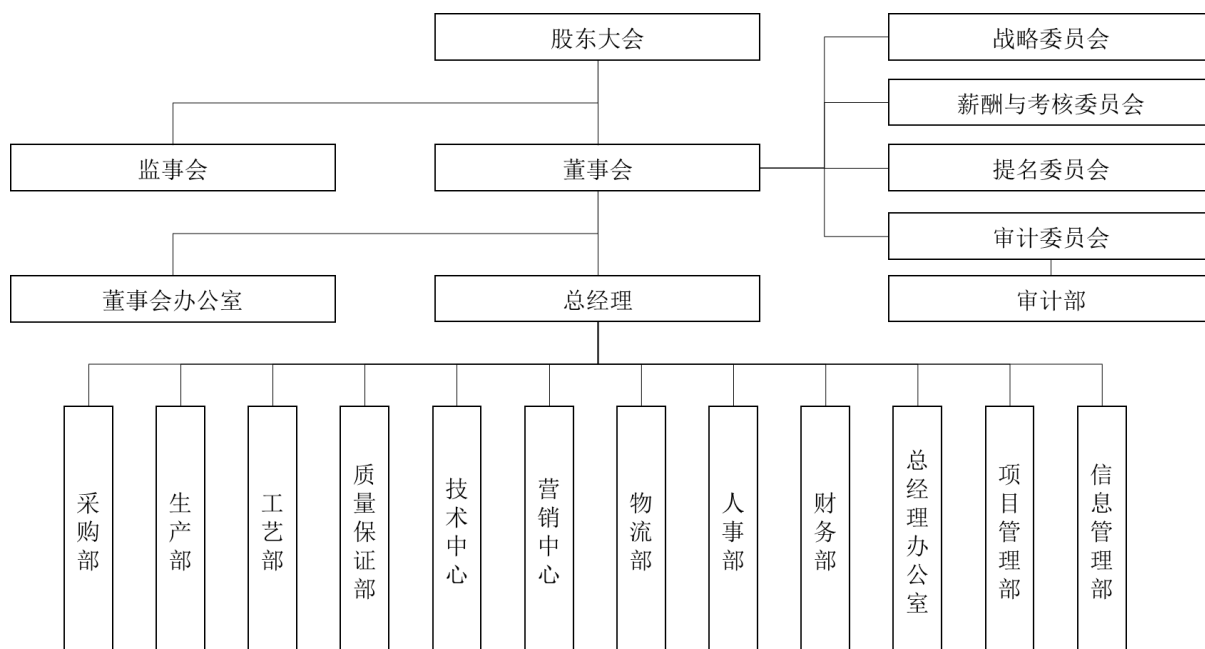 股东大会
战略委员会
薪酬与考核委员会
监事会
董事会
提名委员会
审计委员会
董事会办公室
总经理
审计部
采购部
生产部
工艺部
质量保证部
技术中心
营销中心
物流部
人事部
财务部
总经理办公室
项目管理部
信息管理部